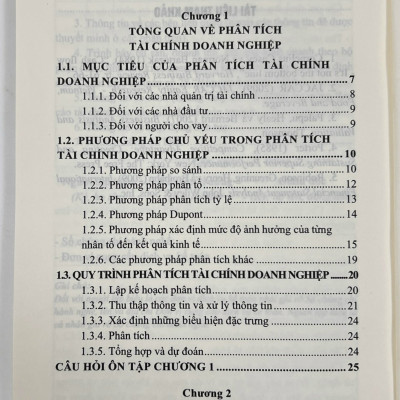 Chương 1
TỔNG QUAN VỀ PHÂN TÍCH
TÀI CHÍNH DOANH NGHIỆP
1.1. MỤC TIÊU CỦA PHÂN TÍCH TÀI CHÍNH
DOANH NGHIỆP ........ 7
1.1.1. Đối với các nhà quản trị tài chính ........ 8
1.1.2. Đối với các nhà đầu tư ........ 9
1.1.3. Đối với người cho vay ........ 9
1.2. PHƯƠNG PHÁP CHỦ YẾU TRONG PHÂN TÍCH
TÀI CHÍNH DOANH NGHIỆP ........ 10
1.2.1. Phương pháp so sánh ........ 10
1.2.2. Phương pháp phân tổ ........ 12
1.2.3. Phương pháp phân tích tỷ lệ ........ 13
1.2.4. Phương pháp Dupont ........ 14
1.2.5. Phương pháp xác định mức độ ảnh hưởng của từng
nhân tố đến kết quả kinh tế ........ 15
1.2.6. Các phương pháp phân tích khác ........ 19
1.3. QUY TRÌNH PHÂN TÍCH TÀI CHÍNH DOANH NGHIỆP ........ 20
1.3.1. Lập kế hoạch phân tích ........ 20
1.3.2. Thu thập thông tin và xử lý thông tin ........ 21
1.3.3. Xác định những biểu hiện đặc trưng ........ 24
1.3.4. Phân tích ........ 24
1.3.5. Tổng hợp và dự đoán ........ 24
CÂU HỎI ÔN TẬP CHƯƠNG 1 ........ 25
Chương 2